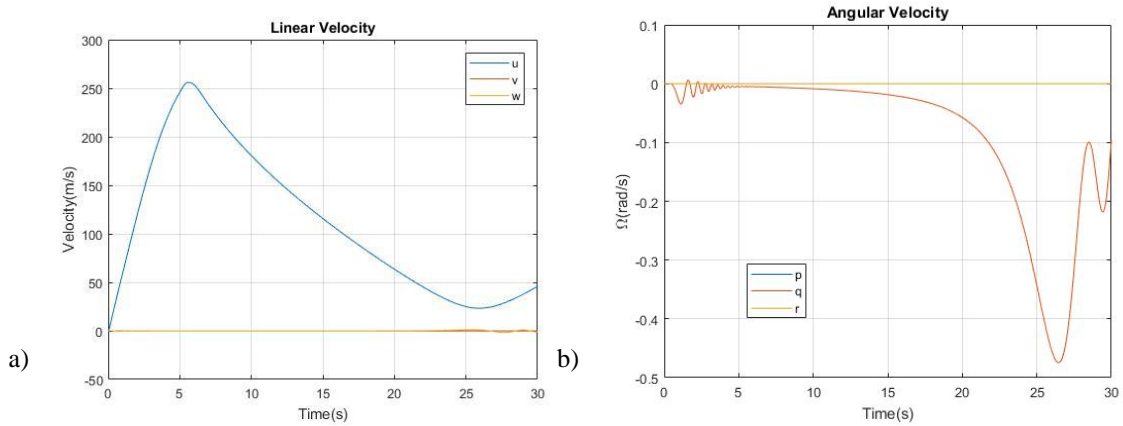 a)
Linear Velocity
Velocity(m/s)
300
250
200
150
100
50
0
-50
0 5 10 15 20 25 30
Time(s)
u
v
w
b)
Angular Velocity
Ω(rad/s)
0.1
0
-0.1
-0.2
-0.3
-0.4
-0.5
0 5 10 15 20 25 30
Time(s)
p
q
r